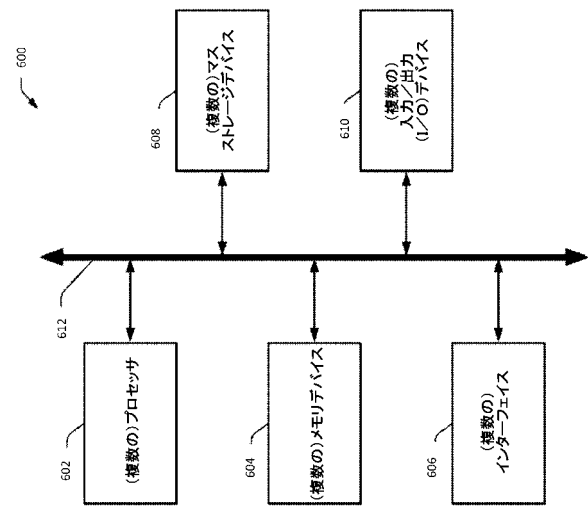 600
602
(複数の)プロセッサ
604
(複数の)メモリデバイス
606
(複数の)
インターフェイス
612
608
(複数の)マス
ストレージデバイス
610
(複数の)
入力/出力
(I/O)デバイス